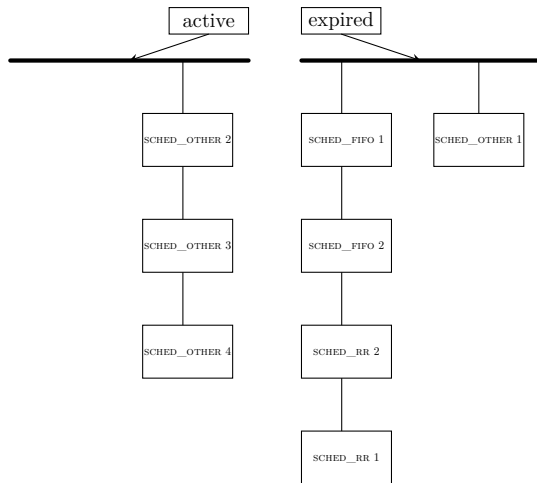 active
expired
SCHED_OTHER 2
SCHED_FIFO 1
SCHED_OTHER 1
SCHED_OTHER 3
SCHED_FIFO 2
SCHED_OTHER 4
SCHED_RR 2
SCHED_RR 1